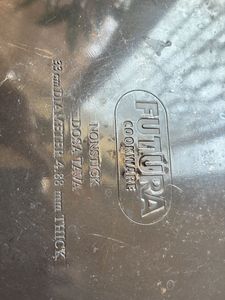 FUTURA
COOKWARE
NONSTICK
DOSA TAVA
33 cm DIAMETER 4.88 mm THICK